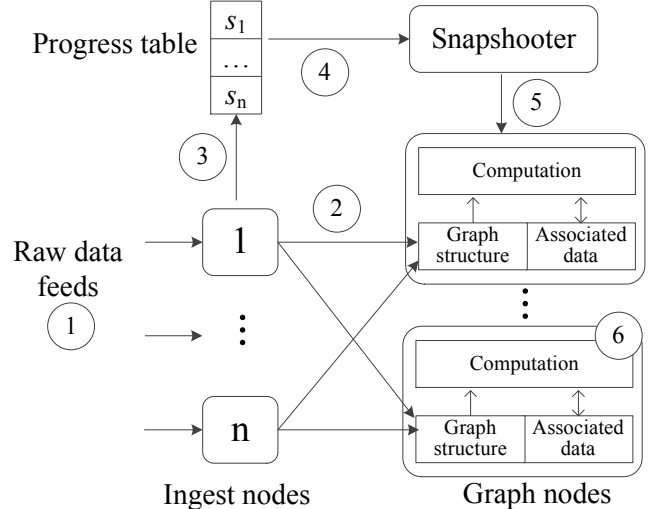 Progress table
s1
...
sn
4
Snapshooter
5
3
2
Computation
Graph structure
Associated data
Raw data feeds
1
1
n
6
Computation
Graph structure
Associated data
Ingest nodes
Graph nodes